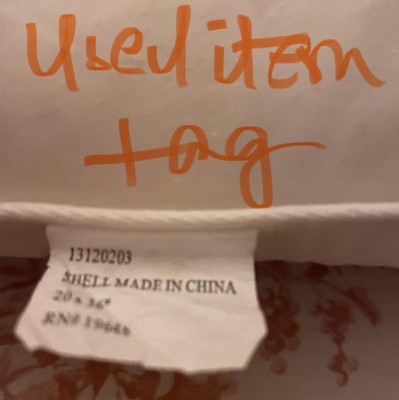 Used item
tag
13120203
SHELL MADE IN CHINA
20 x 36"
RN#